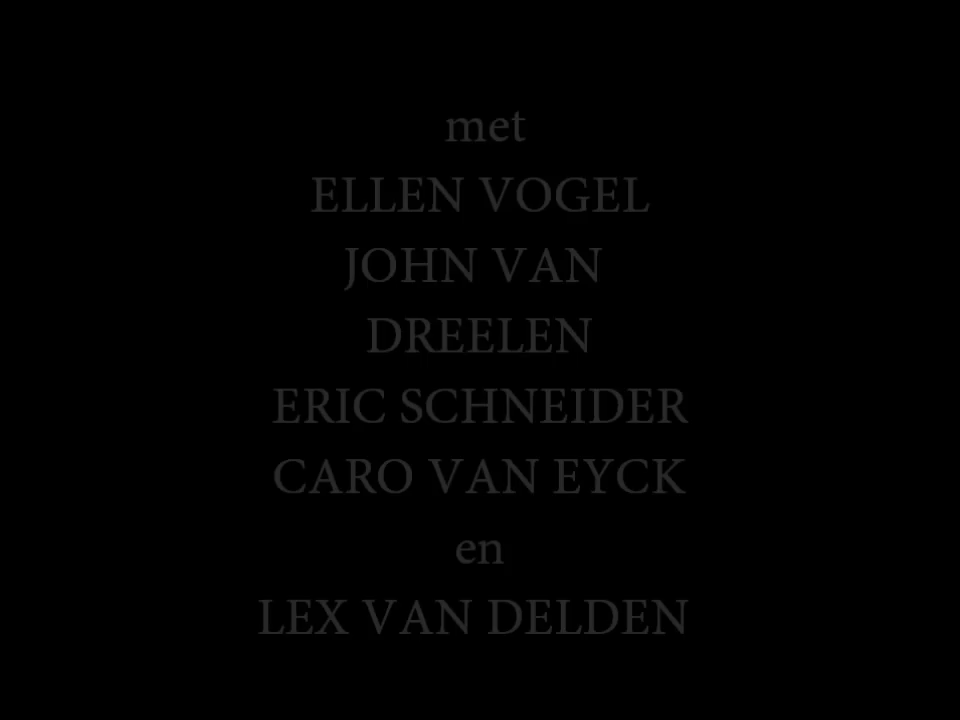 met
ELLEN VOGEL
JOHN VAN
DREELEN
ERIC SCHNEIDER
CARO VAN EYCK
en
LEX VAN DELDEN